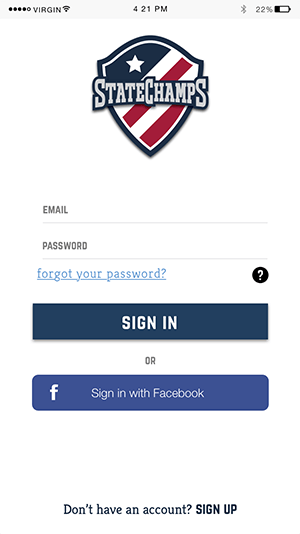 VIRGIN 4 21 PM 22%
STATECHAMPS
EMAIL
PASSWORD
forgot your password?
?
SIGN IN
OR
f Sign in with Facebook
Don't have an account? SIGN UP